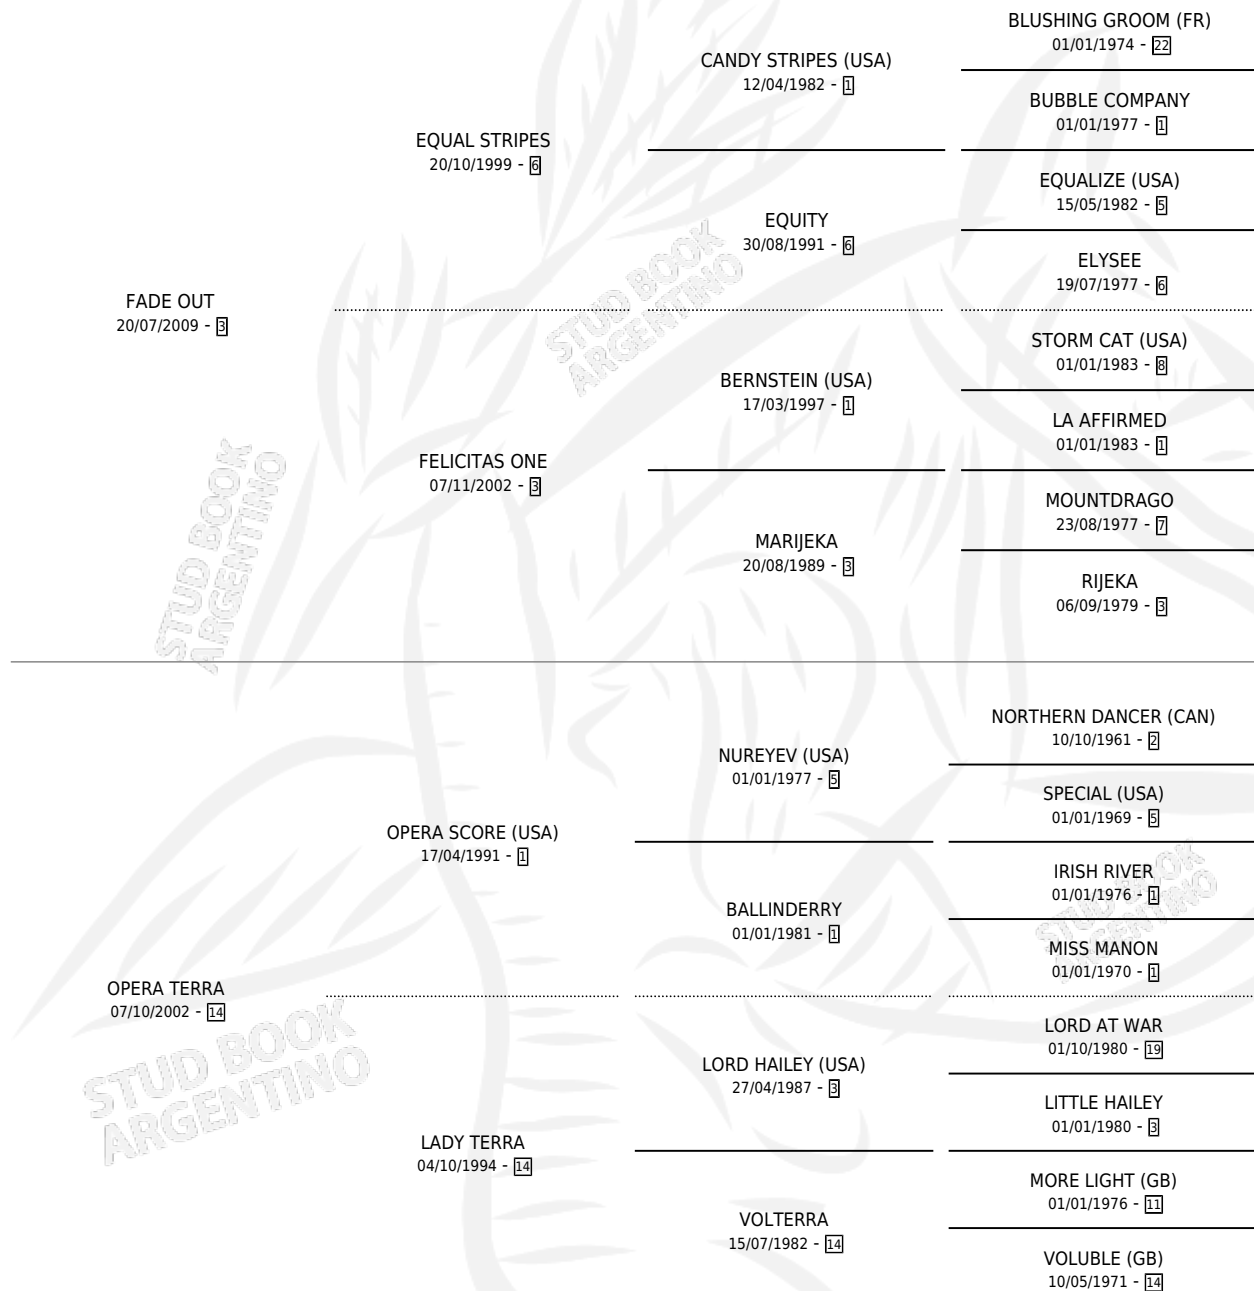 BLUSHING GROOM (FR)
01/01/1974 - 22
CANDY STRIPES (USA)
12/04/1982 - 1
BUBBLE COMPANY
01/01/1977 - 1
EQUAL STRIPES
20/10/1999 - 6
EQUALIZE (USA)
15/05/1982 - 5
EQUITY
30/08/1991 - 6
ELYSEE
19/07/1977 - 6
FADE OUT
20/07/2009 - 3
STORM CAT (USA)
01/01/1983 - 8
BERNSTEIN (USA)
17/03/1997 - 1
LA AFFIRMED
01/01/1983 - 1
FELICITAS ONE
07/11/2002 - 3
MOUNTDRAGO
23/08/1977 - 7
MARIJEKA
20/08/1989 - 3
RIJEKA
06/09/1979 - 3
NORTHERN DANCER (CAN)
10/10/1961 - 2
NUREYEV (USA)
01/01/1977 - 5
SPECIAL (USA)
01/01/1969 - 5
OPERA SCORE (USA)
17/04/1991 - 1
IRISH RIVER
01/01/1976 - 1
BALLINDERRY
01/01/1981 - 1
MISS MANON
01/01/1970 - 1
OPERA TERRA
07/10/2002 - 14
LORD AT WAR
01/10/1980 - 19
LORD HAILEY (USA)
27/04/1987 - 3
LITTLE HAILEY
01/01/1980 - 3
LADY TERRA
04/10/1994 - 14
MORE LIGHT (GB)
01/01/1976 - 11
VOLTERRA
15/07/1982 - 14
VOLUBLE (GB)
10/05/1971 - 14
STUD BOOK
ARGENTINO
STUD BOOK
ARGENTINO
STUD BOOK
ARGENTINO
STUD BOOK
ARGENTINO